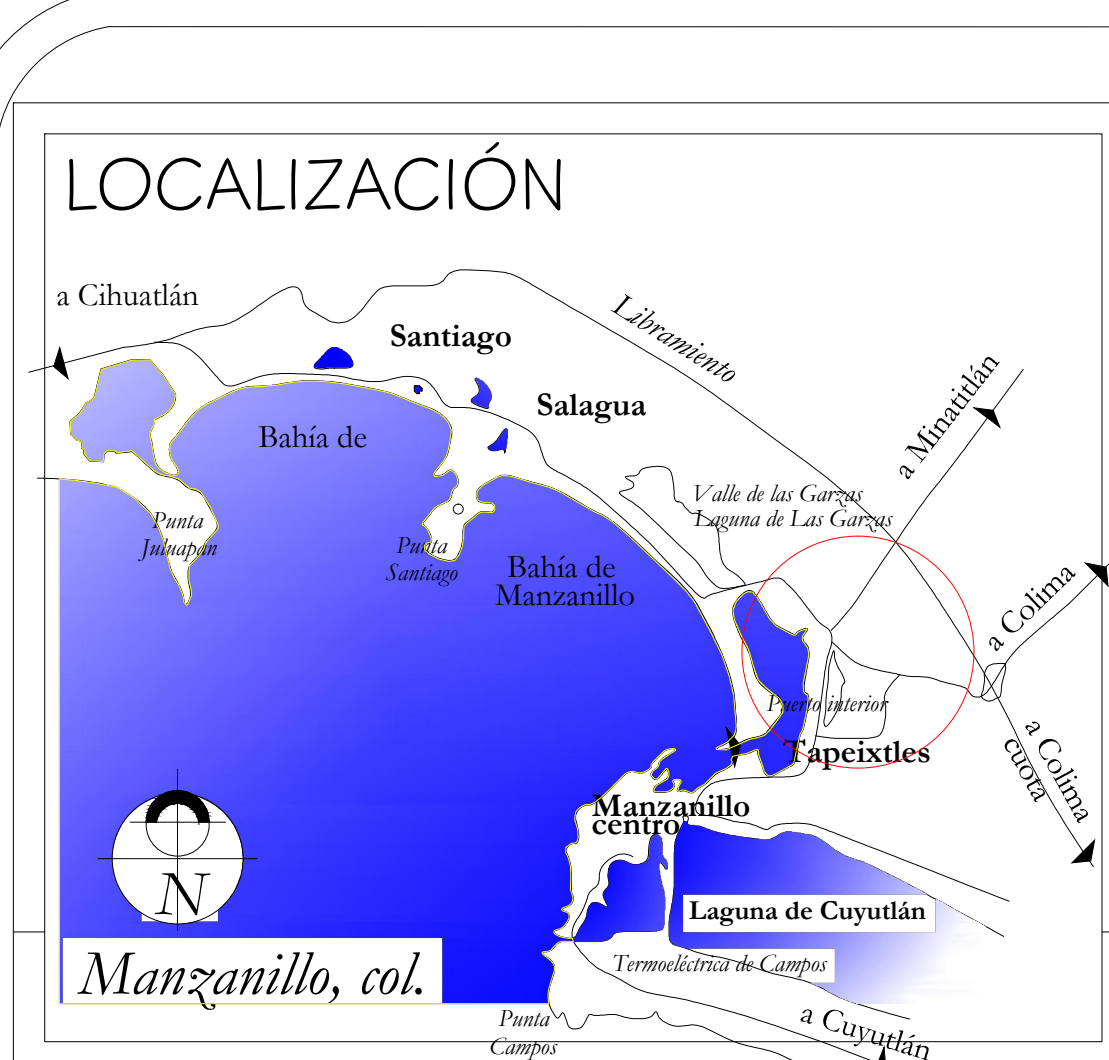 LOCALIZACIÓN
a Cihuatlán
Santiago
Libramiento
Salagua
a Minatitlán
Bahía de
Valle de las Garzas
Laguna de Las Garzas
Punta
Juluapan
Punta
Santiago
Bahía de
Manzanillo
a Colima
Puerto interior
Tapeixtles
a Colima
cuota
Manzanillo
centro
N
Laguna de Cuyutlán
Manzanillo, col.
Termoeléctrica de Campos
Punta
Campos
a Cuyutlán